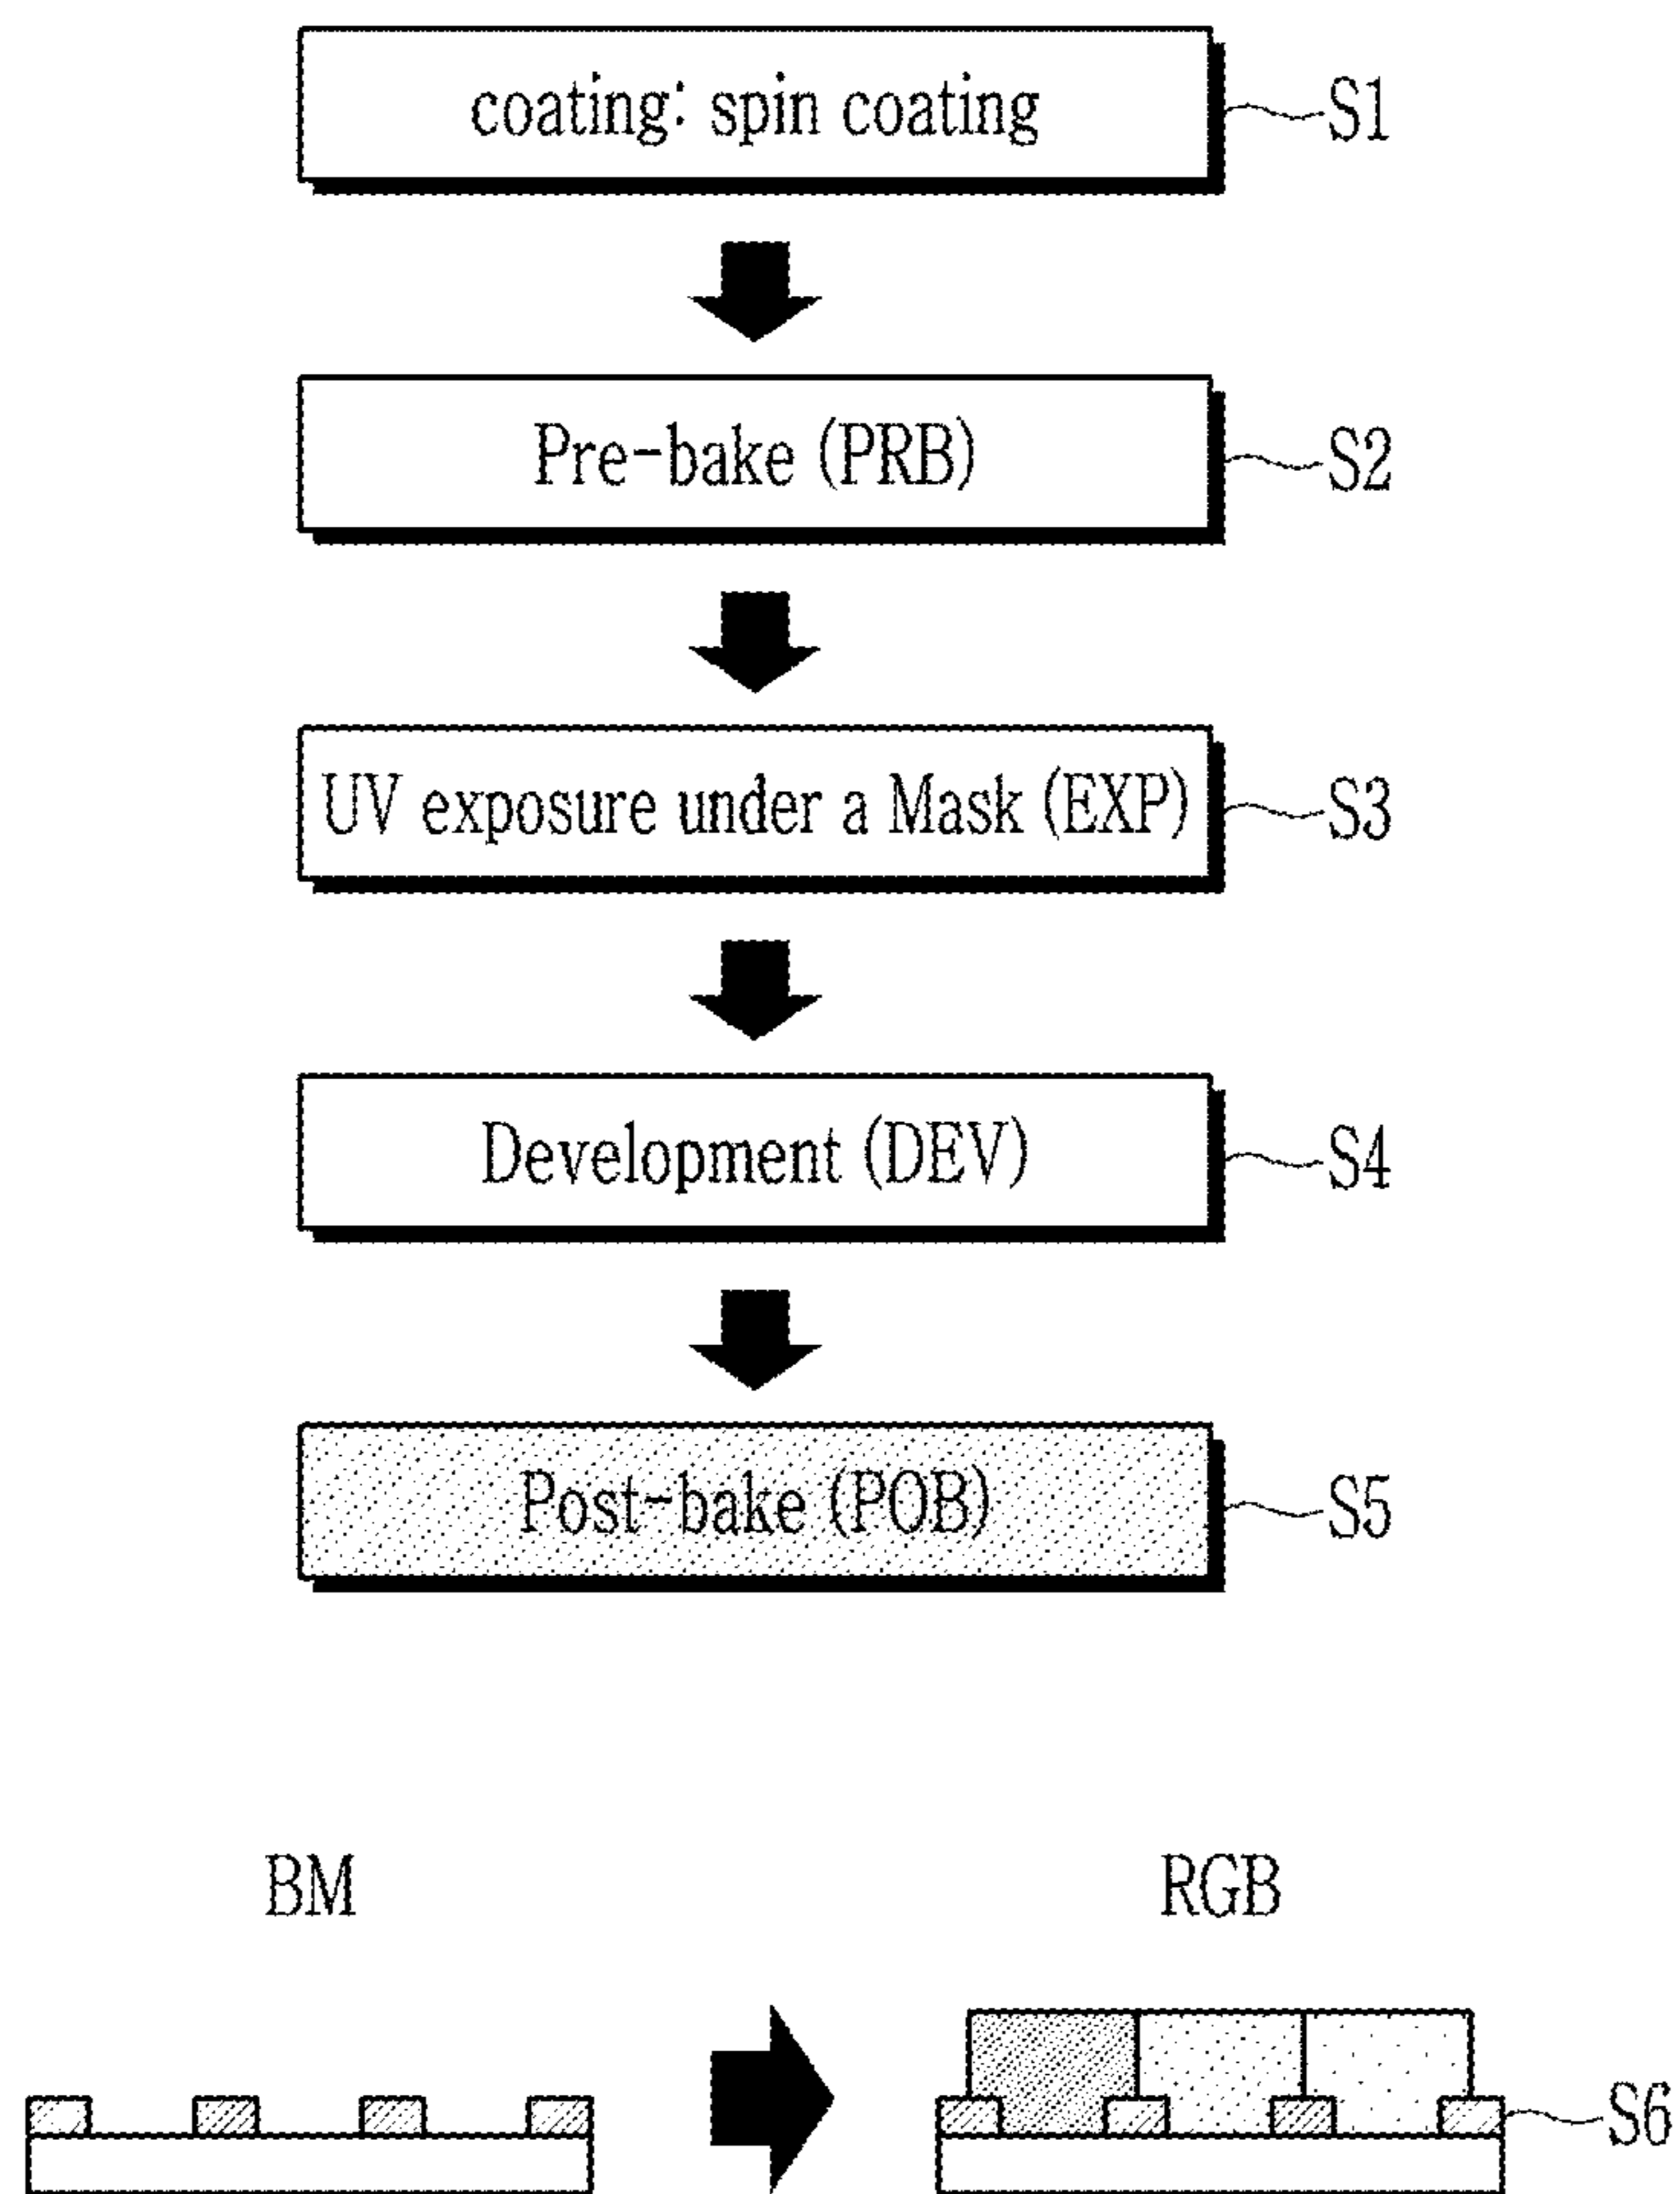 coating: spin coating
S1
Pre-bake (PRB)
S2
UV exposure under a Mask (EXP)
S3
Development (DEV)
S4
Post-bake (POB)
S5
BM
RGB
S6